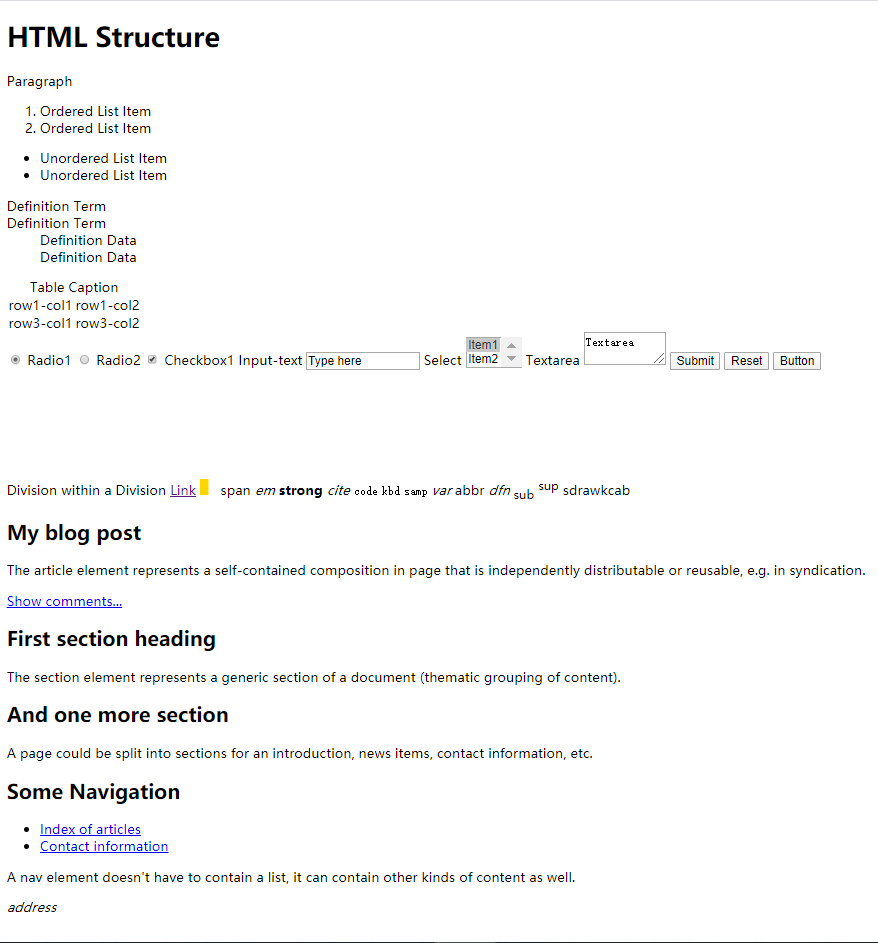 HTML Structure
Paragraph
1. Ordered List Item
2. Ordered List Item
• Unordered List Item
• Unordered List Item
Definition Term
Definition Term
Definition Data
Definition Data
Table Caption
row1-col1 row1-col2
row3-col1 row3-col2
Radio1 Radio2 Checkbox1 Input-text Type here Select Item1 Item2 Textarea Textarea Submit Reset Button
Division within a Division Link span em strong cite code kbd samp var abbr dfn sub sup sdrawkcab
My blog post
The article element represents a self-contained composition in page that is independently distributable or reusable, e.g. in syndication.
Show comments...
First section heading
The section element represents a generic section of a document (thematic grouping of content).
And one more section
A page could be split into sections for an introduction, news items, contact information, etc.
Some Navigation
• Index of articles
• Contact information
A nav element doesn't have to contain a list, it can contain other kinds of content as well.
address